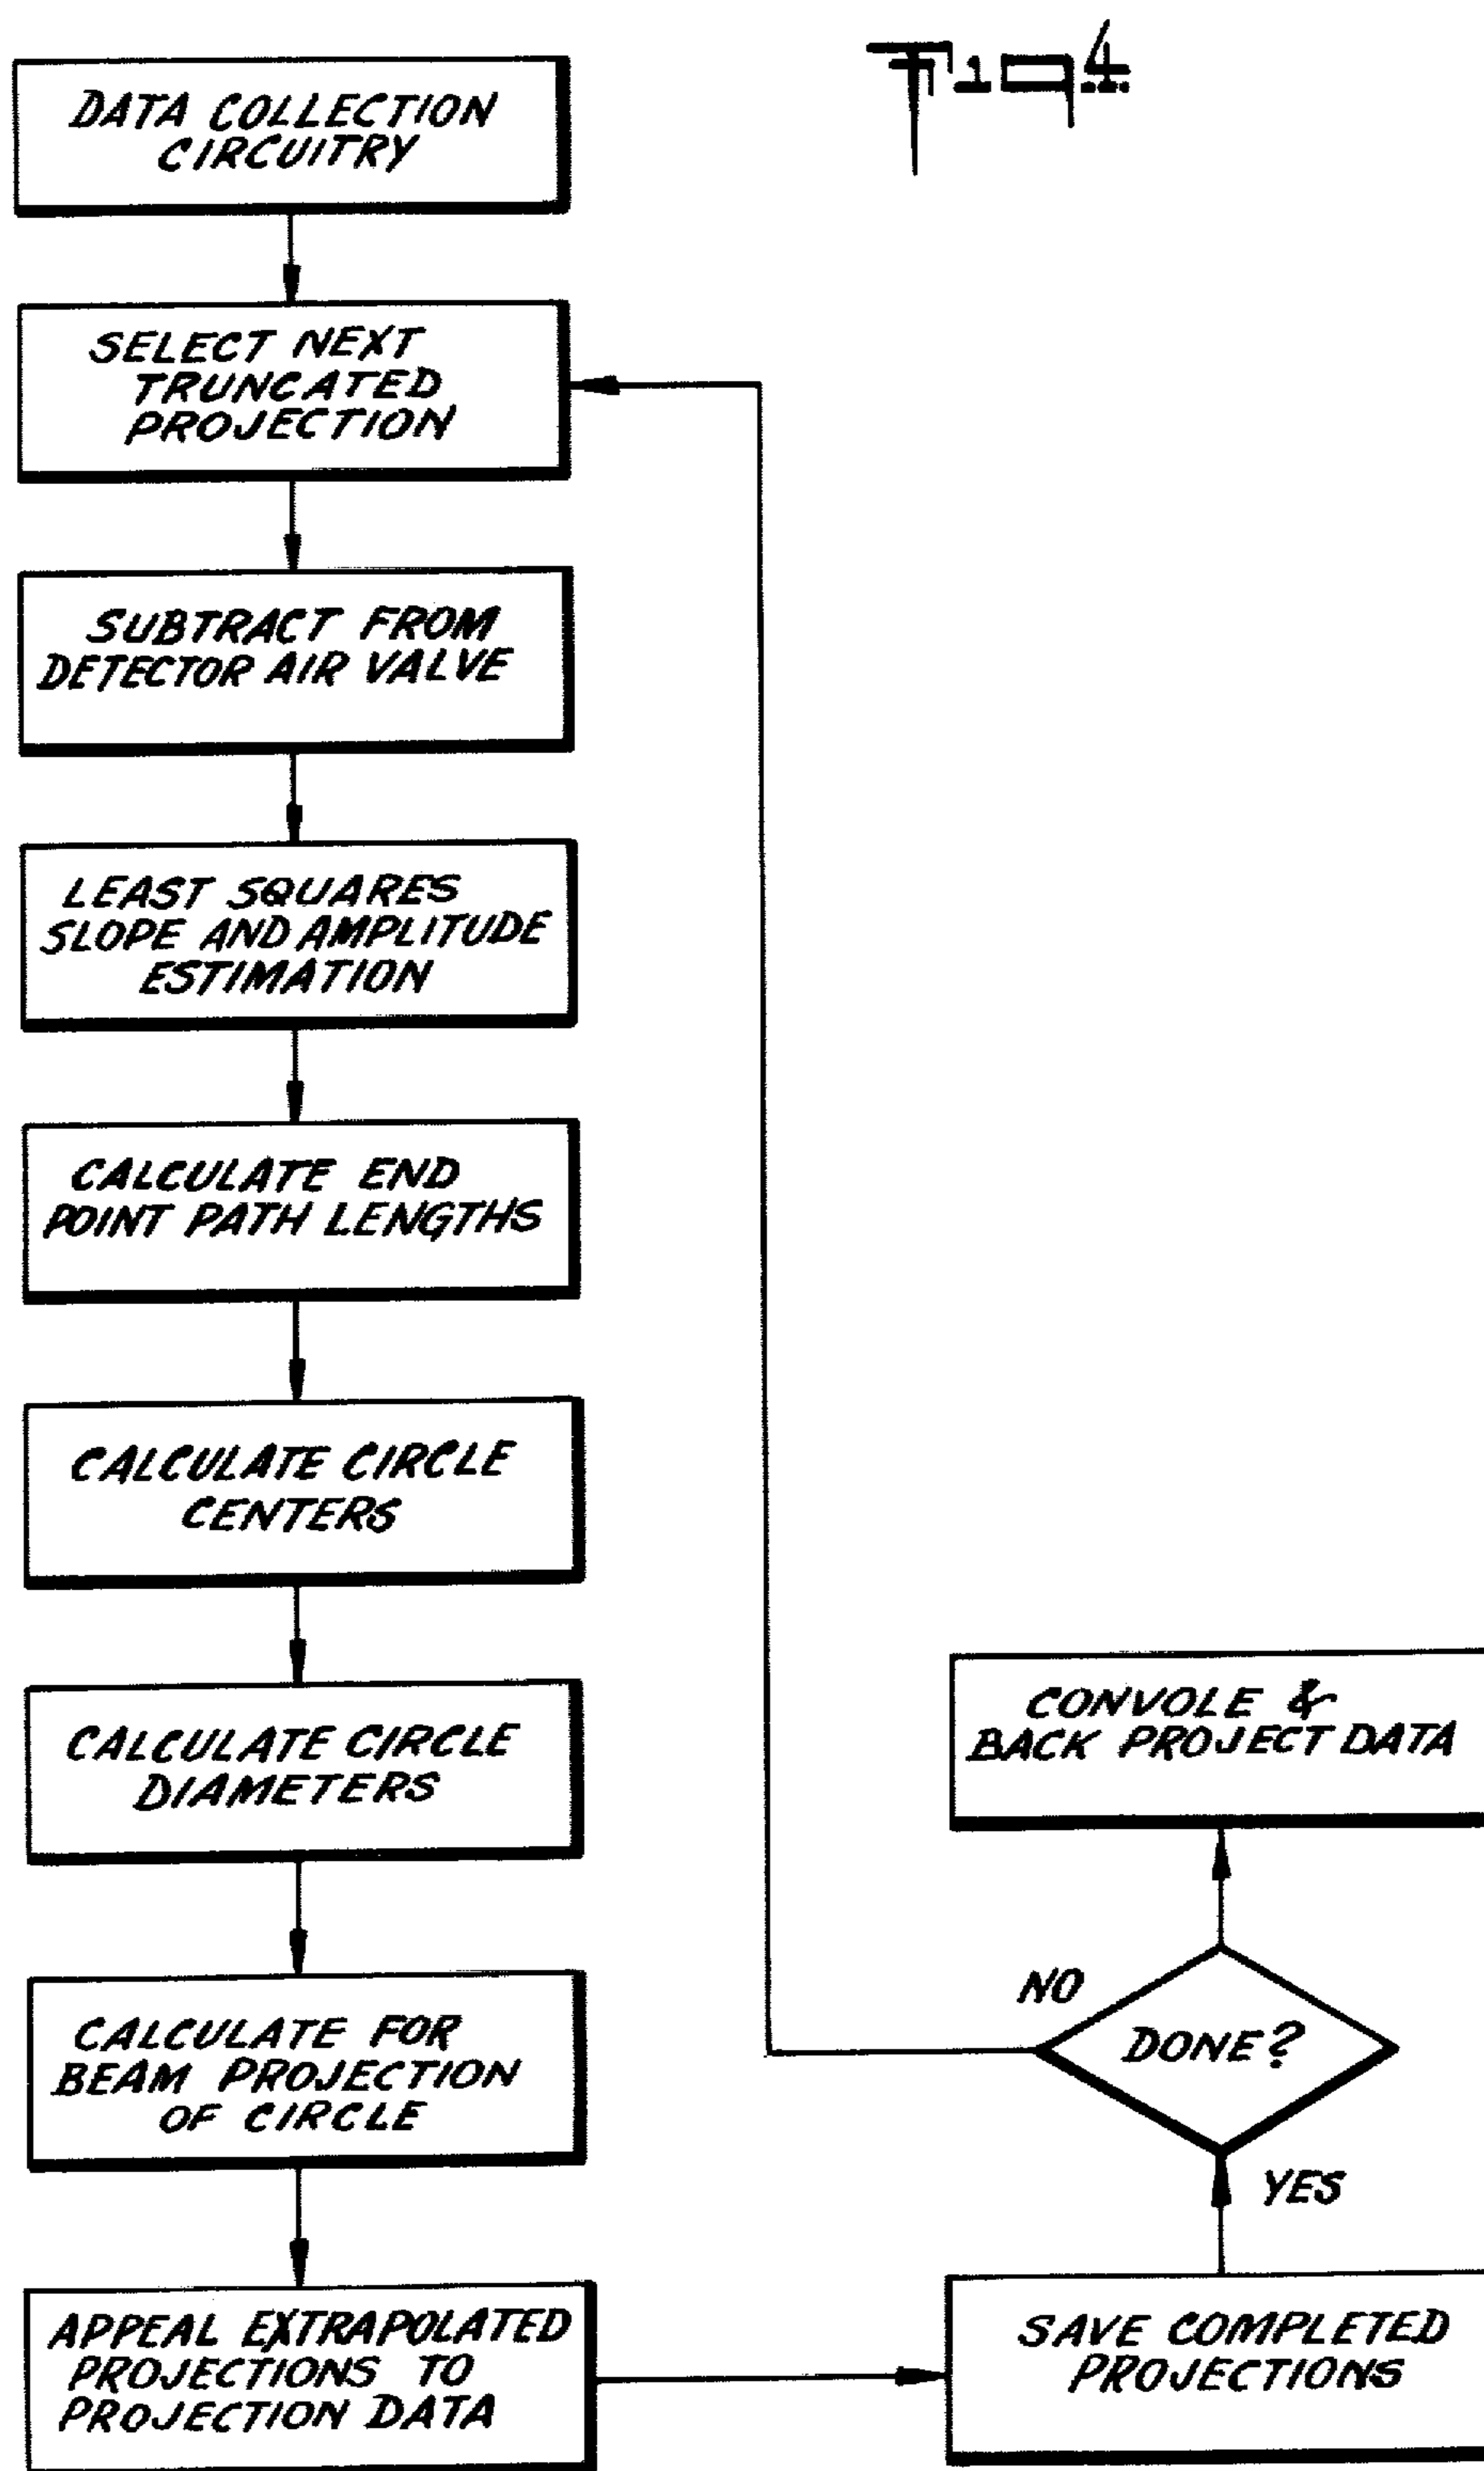 Fig 4
DATA COLLECTION
CIRCUITRY
SELECT NEXT
TRUNCATED
PROJECTION
SUBTRACT FROM
DETECTOR AIR VALVE
LEAST SQUARES
SLOPE AND AMPLITUDE
ESTIMATION
CALCULATE END
POINT PATH LENGTHS
CALCULATE CIRCLE
CENTERS
CALCULATE CIRCLE
DIAMETERS
CALCULATE FOR
BEAM PROJECTION
OF CIRCLE
APPEAL EXTRAPOLATED
PROJECTIONS TO
PROJECTION DATA
SAVE COMPLETED
PROJECTIONS
YES
DONE?
NO
CONVOLE &
BACK PROJECT DATA